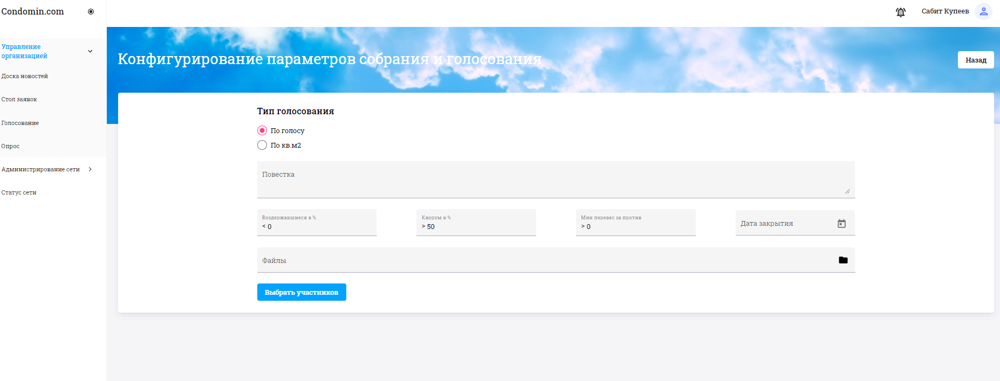 Condomin.com
Сабит Купеев
Управление
организацией
Доска новостей
Стол заявок
Голосование
Опрос
Администрирование сети
Статус сети
Конфигурирование параметров собрания и голосования
Назад
Тип голосования
По голосу
По кв.м2
Повестка
Воздержавшиеся в %
< 0
Кворум в %
> 50
Мин перевес за против
> 0
Дата закрытия
Файлы
Выбрать участников